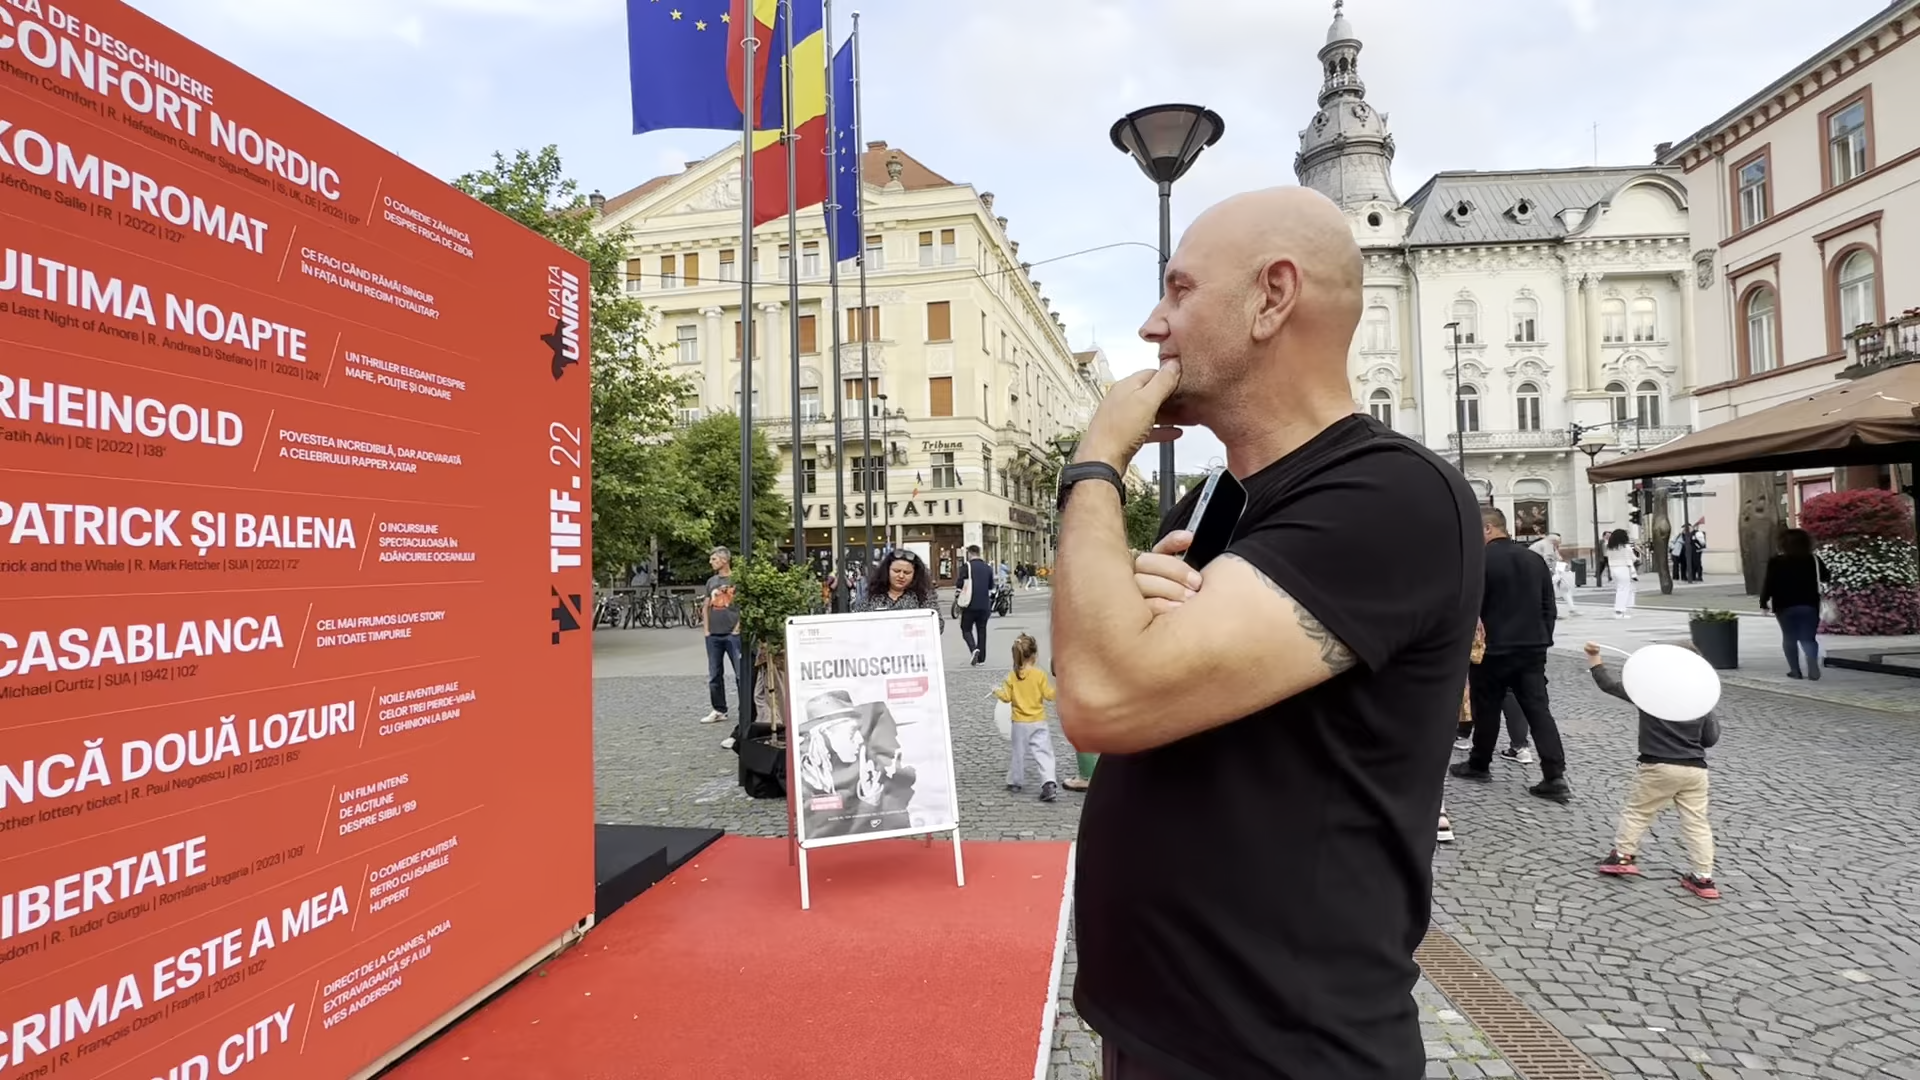 DE DESCHIDERE
CONFORT NORDIC
thern Comfort | R. Hafsteinn Gunnar Sigurðsson | IS, UK, DE | 2023 | 97'
O COMEDIE ZĂNATICĂ
DESPRE FRICA DE ZBOR
KOMPROMAT
Jérôme Salle | FR | 2022 | 127'
CE FACI CÂND RĂMÂI SINGUR
ÎN FAȚA UNUI REGIM TOTALITAR?
ULTIMA NOAPTE
e Last Night of Amore | R. Andrea Di Stefano | IT | 2023 | 124'
UN THRILLER ELEGANT DESPRE
MAFIE, POLIȚIE ȘI ONOARE
RHEINGOLD
Fatih Akin | DE |2022 | 138'
POVESTEA INCREDIBILĂ, DAR ADEVARATĂ
A CELEBRULUI RAPPER XATAR
PATRICK ȘI BALENA
rick and the Whale | R. Mark Fletcher | SUA | 2022 | 72'
O INCURSIUNE
SPECTACULOASĂ ÎN
ADÂNCURILE OCEANULUI
CASABLANCA
Michael Curtiz | SUA | 1942 | 102'
CEL MAI FRUMOS LOVE STORY
DIN TOATE TIMPURILE
NCĂ DOUĂ LOZURI
other lottery ticket | R. Paul Negoescu | RO | 2023 | 85'
NOILE AVENTURI ALE
CELOR TREI PIERDE-VARĂ
CU GHINION LA BANI
IBERTATE
edom | R. Tudor Giurgiu | România-Ungaria | 2023 | 109'
UN FILM INTENS
DE ACȚIUNE
DESPRE SIBIU '89
CRIMA ESTE A MEA
rime | R. François Ozon | Franța | 2023 | 102'
O COMEDIE POLIȚISTĂ
RETRO CU ISABELLE
HUPPERT
OID CITY
DIRECT DE LA CANNES, NOUA
EXTRAVAGANȚĂ SF A LUI
WES ANDERSON
PIAȚA
UNIRII
TIFF.22
Tribuna
VERSITATII
TIFF
NECUNOSCUTUL